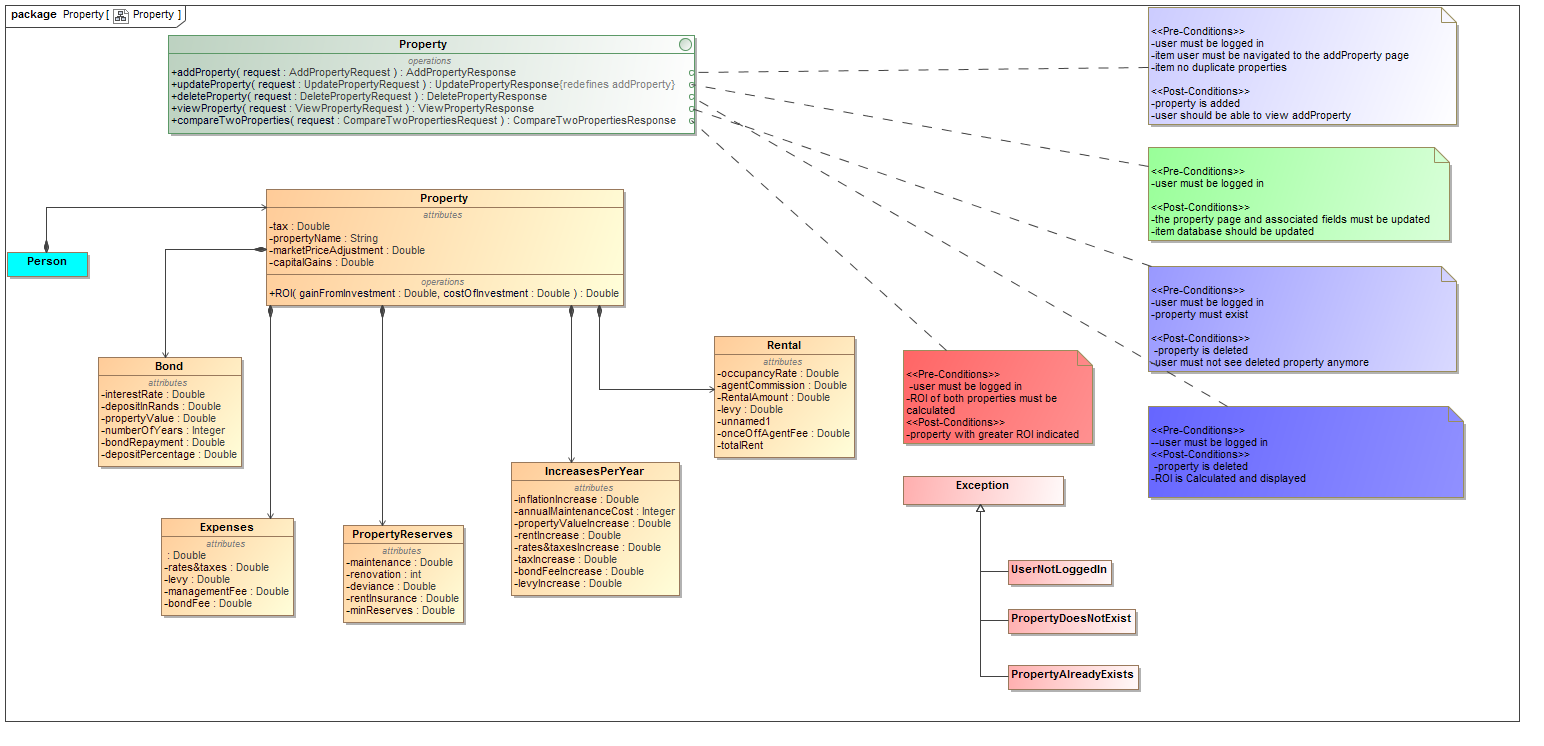 package Property [ Property ]
Property
operations
+addProperty( request : AddPropertyRequest ) : AddPropertyResponse
+updateProperty( request : UpdatePropertyRequest ) : UpdatePropertyResponse{redefines addProperty}
+deleteProperty( request : DeletePropertyRequest ) : DeletePropertyResponse
+viewProperty( request : ViewPropertyRequest ) : ViewPropertyResponse
+compareTwoProperties( request : CompareTwoPropertiesRequest ) : CompareTwoPropertiesResponse
<<Pre-Conditions>>
-user must be logged in
-item user must be navigated to the addProperty page
-item no duplicate properties
<<Post-Conditions>>
-property is added
-user should be able to view addProperty
<<Pre-Conditions>>
-user must be logged in
<<Post-Conditions>>
-the property page and associated fields must be updated
-item database should be updated
<<Pre-Conditions>>
-user must be logged in
-property must exist
<<Post-Conditions>>
-property is deleted
-user must not see deleted property anymore
<<Pre-Conditions>>
--user must be logged in
<<Post-Conditions>>
-property is deleted
-ROI is Calculated and displayed
<<Pre-Conditions>>
-user must be logged in
-ROI of both properties must be
calculated
<<Post-Conditions>>
-property with greater ROI indicated
Person
Property
attributes
-tax : Double
-propertyName : String
-marketPriceAdjustment : Double
-capitalGains : Double
operations
+ROI( gainFromInvestment : Double, costOfInvestment : Double ) : Double
Bond
attributes
-interestRate : Double
-depositInRands : Double
-propertyValue : Double
-numberOfYears : Integer
-bondRepayment : Double
-depositPercentage : Double
Rental
attributes
-occupancyRate : Double
-agentCommission : Double
-RentalAmount : Double
-levy : Double
-unnamed1
-onceOffAgentFee : Double
-totalRent
Expenses
attributes
: Double
-rates&taxes : Double
-levy : Double
-managementFee : Double
-bondFee : Double
PropertyReserves
attributes
-maintenance : Double
-renovation : int
-deviance : Double
-rentInsurance : Double
-minReserves : Double
IncreasesPerYear
attributes
-inflationIncrease : Double
-annualMaintenanceCost : Integer
-propertyValueIncrease : Double
-rentIncrease : Double
-rates&taxesIncrease : Double
-taxIncrease : Double
-bondFeeIncrease : Double
-levyIncrease : Double
Exception
UserNotLoggedIn
PropertyDoesNotExist
PropertyAlreadyExists